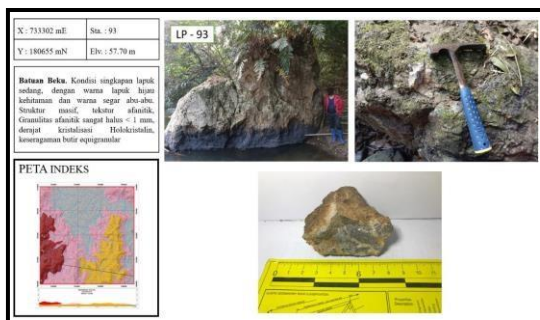 X : 733302 mE
Sta. : 93
Y : 180655 mN
Elv.: 57.70 m
Batuan Beku. Kondisi singkapan lapuk
sedang, dengan warna lapuk hijau
kehitaman dan warna segar abu-abu.
Struktur masif, tekstur afanitik,
Granulitas afanitik sangat halus < 1 mm,
derajat kristalisasi Holokristalin,
keseragaman butir equigranular
PETA INDEKS
LP - 93